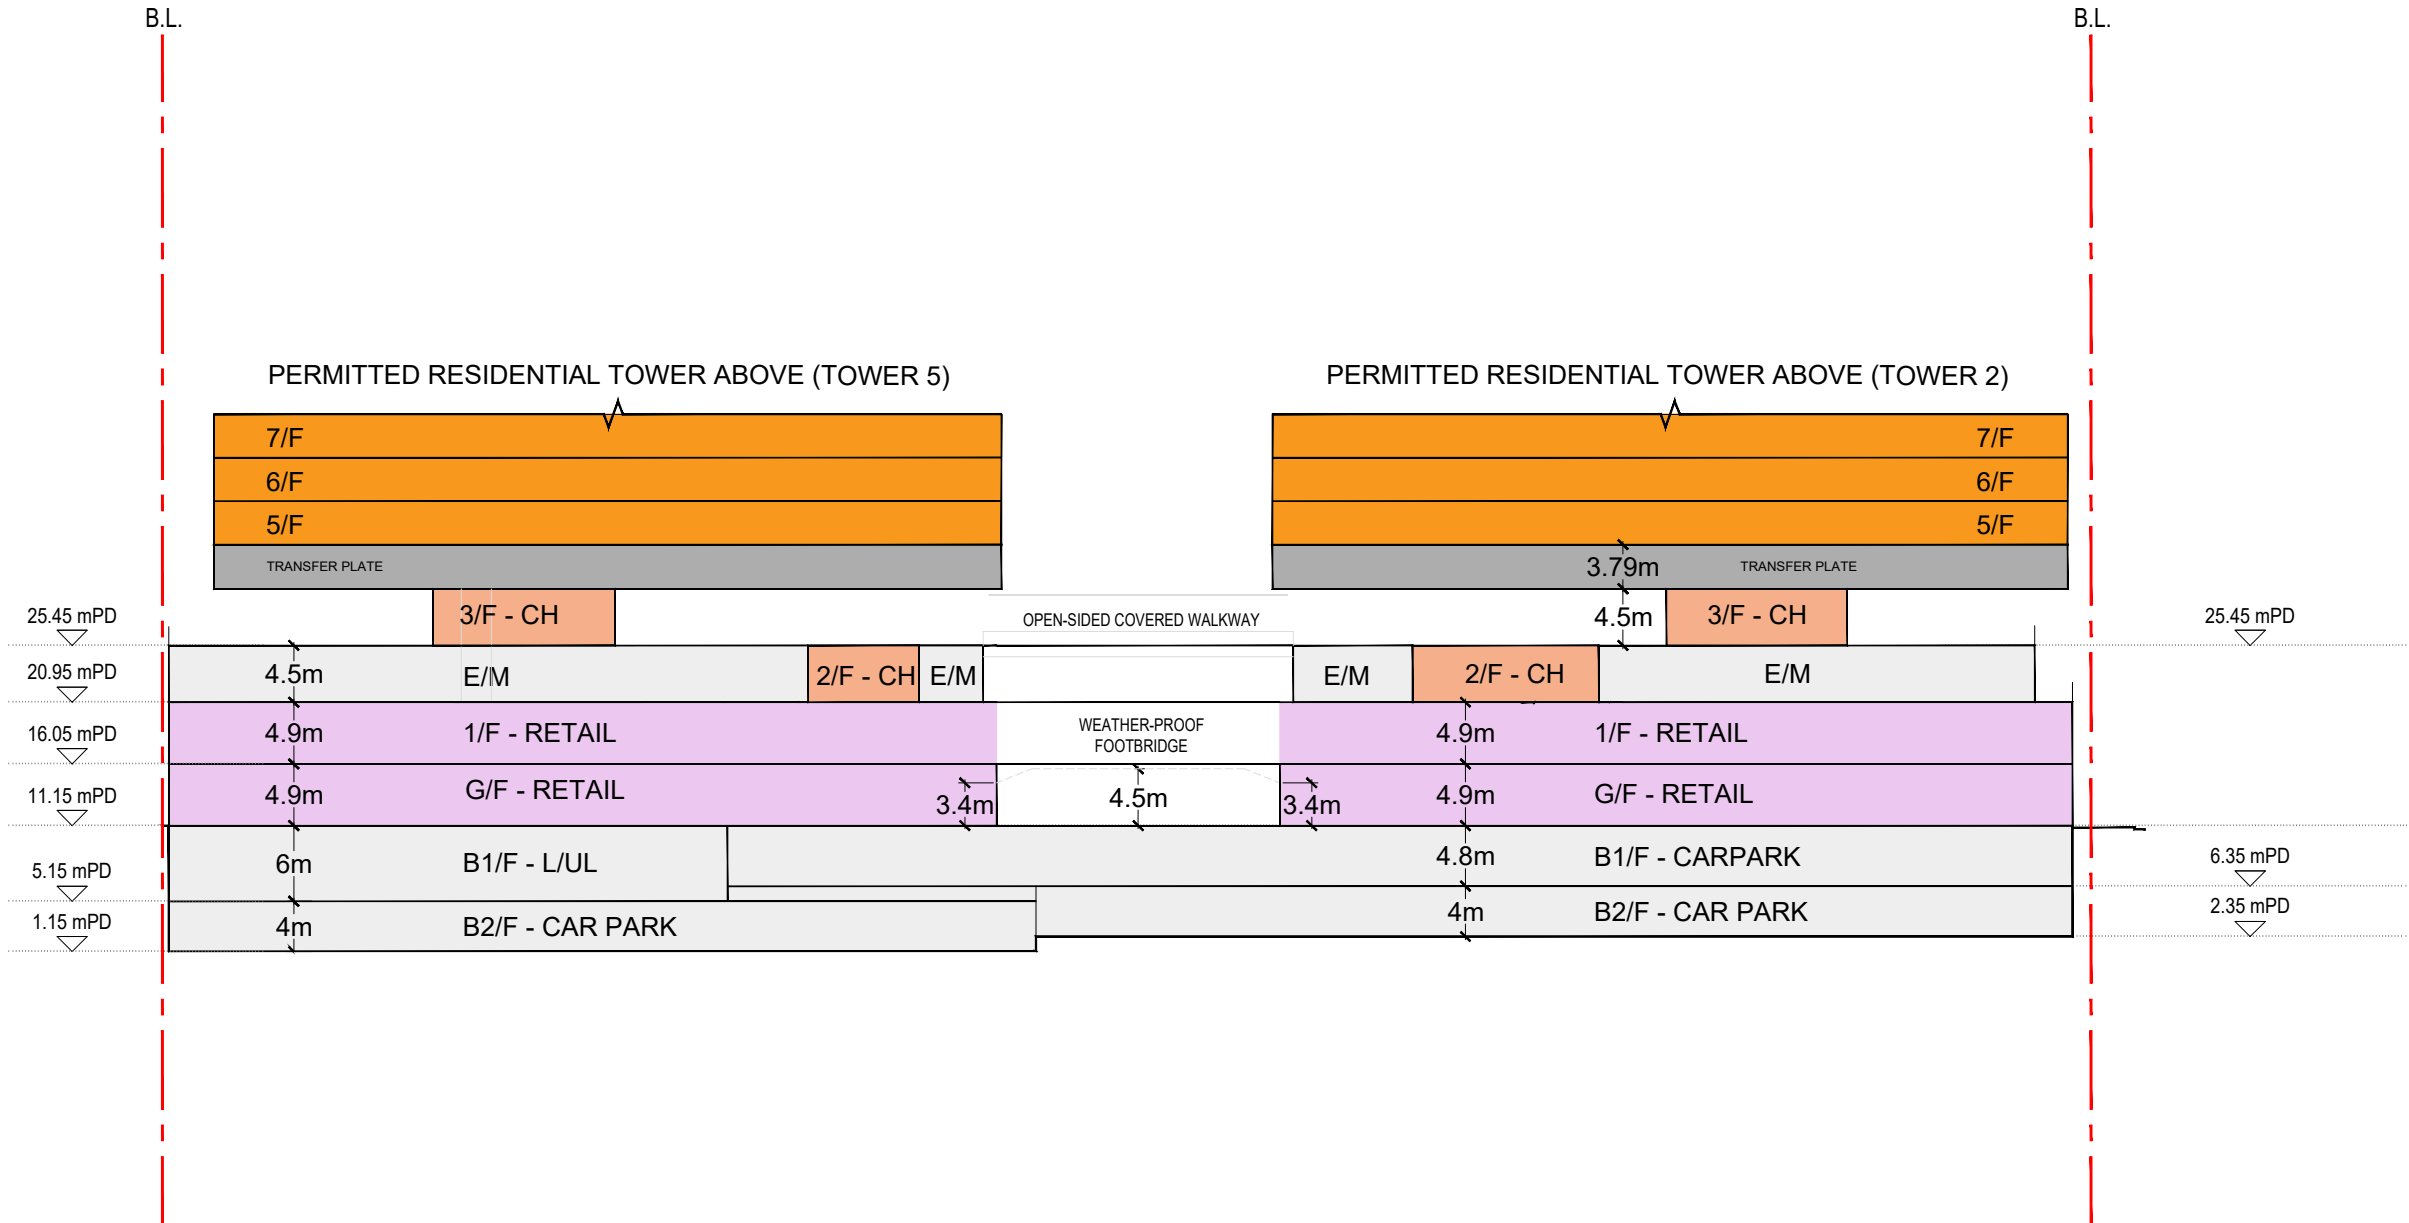 B.L.
B.L.
PERMITTED RESIDENTIAL TOWER ABOVE (TOWER 5)
PERMITTED RESIDENTIAL TOWER ABOVE (TOWER 2)
7/F
7/F
6/F
6/F
5/F
5/F
TRANSFER PLATE
3.79m
TRANSFER PLATE
25.45 mPD
3/F - CH
OPEN-SIDED COVERED WALKWAY
4.5m
3/F - CH
25.45 mPD
20.95 mPD
4.5m
E/M
2/F - CH
E/M
E/M
2/F - CH
E/M
16.05 mPD
4.9m
1/F - RETAIL
WEATHER-PROOF
FOOTBRIDGE
4.9m
1/F - RETAIL
11.15 mPD
4.9m
G/F - RETAIL
3.4m
4.5m
3.4m
4.9m
G/F - RETAIL
5.15 mPD
6m
B1/F - L/UL
4.8m
B1/F - CARPARK
6.35 mPD
1.15 mPD
4m
B2/F - CAR PARK
4m
B2/F - CAR PARK
2.35 mPD